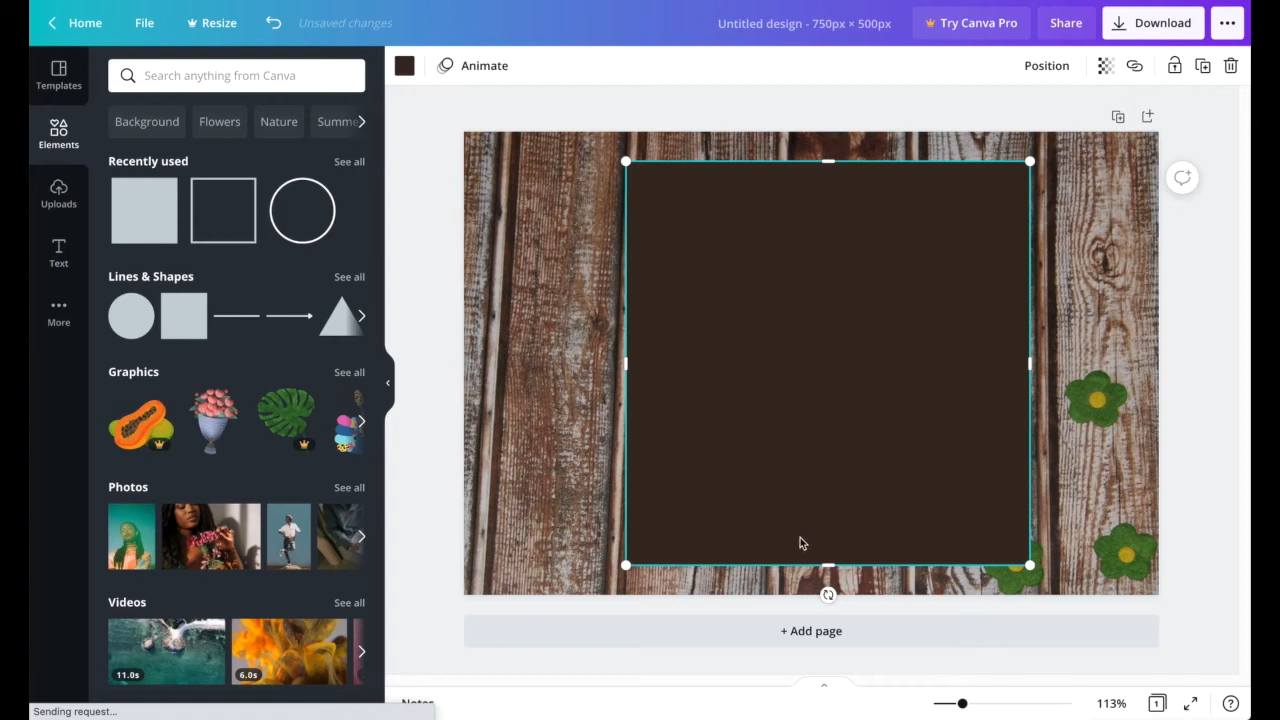 Home File Resize Unsaved changes Untitled design - 750px × 500px Try Canva Pro Share Download
Templates
Elements
Uploads
Text
More
Search anything from Canva
Background Flowers Nature Summe
Recently used See all
Lines & Shapes See all
Graphics See all
Photos See all
Videos See all
11.0s 6.0s
Animate Position
+ Add page
Notes 113% 1
Sending request...